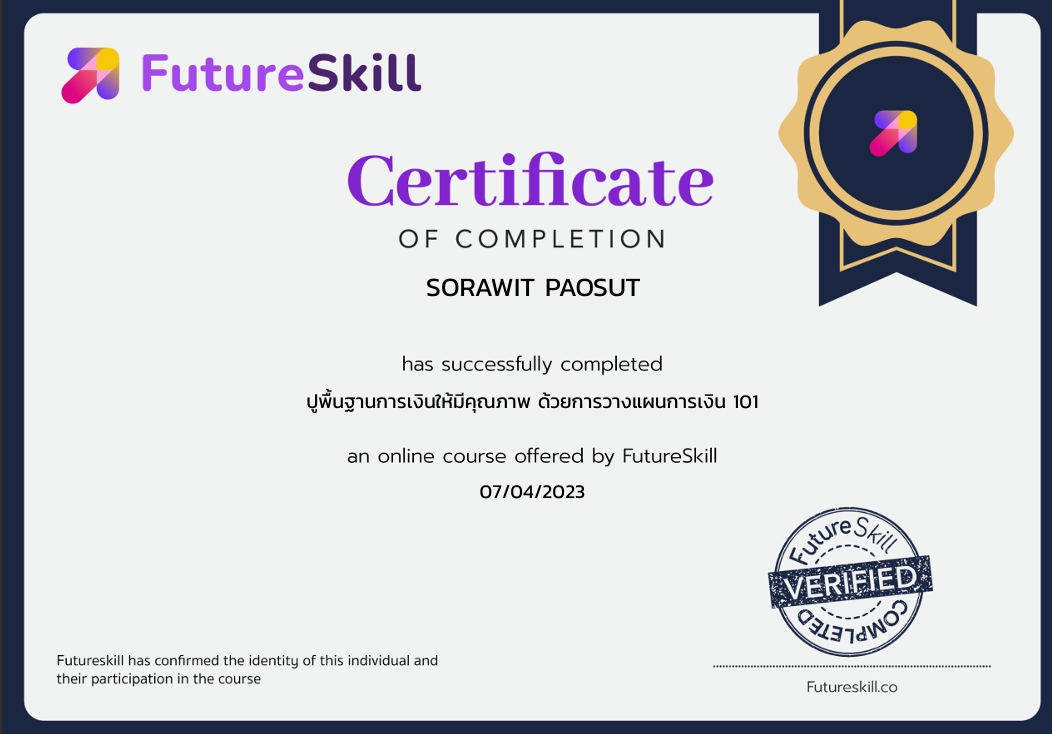 FutureSkill
Certificate
OF COMPLETION
SORAWIT PAOSUT
has successfully completed
ปูพื้นฐานการเงินให้มีคุณภาพ ด้วยการวางแผนการเงิน 101
an online course offered by FutureSkill
07/04/2023
FutureSkill
VERIFIED
COMPLETED
Futureskill has confirmed the identity of this individual and
their participation in the course
Futureskill.co